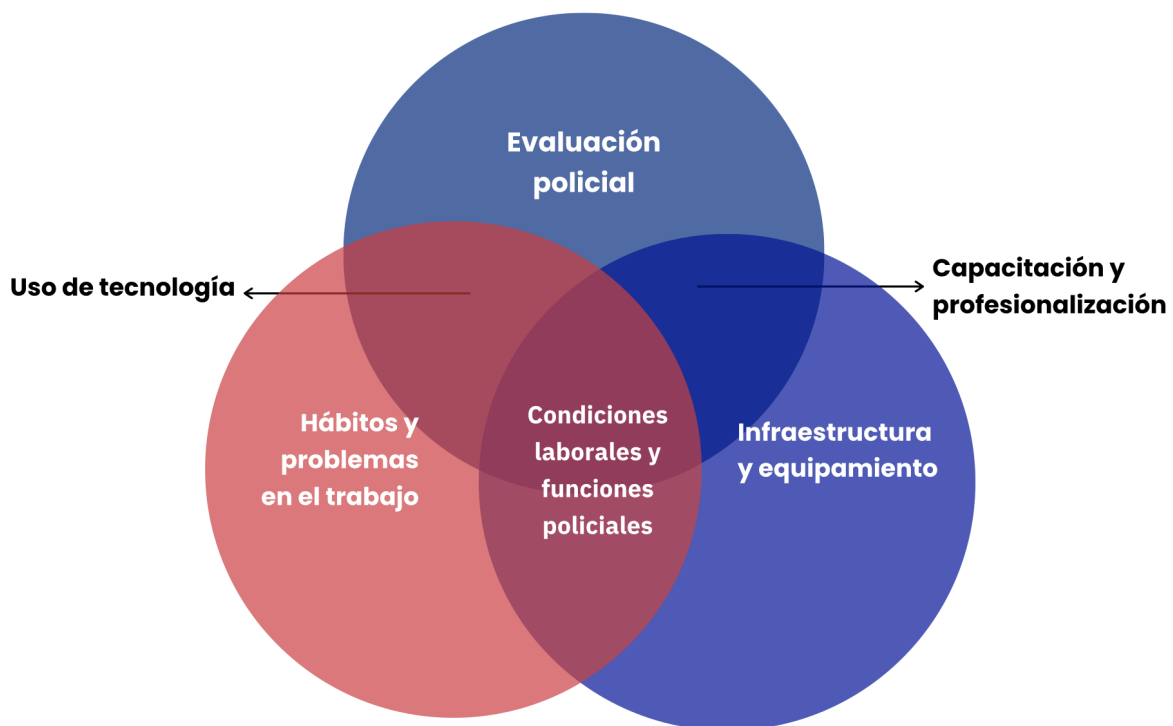 Evaluación
policial
Uso de tecnología
Capacitación y
profesionalización
Hábitos y
problemas
en el trabajo
Condiciones
laborales y
funciones
policiales
Infraestructura
y equipamiento